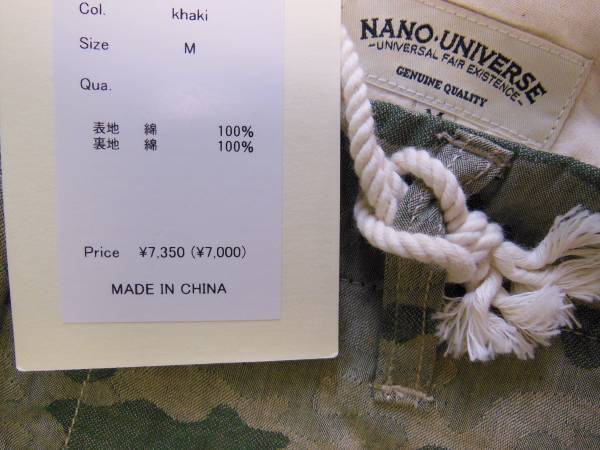 Col. khaki
Size M
Qua.
表地 綿 100%
裏地 綿 100%
Price ¥7,350 (¥7,000)
MADE IN CHINA
NANO·UNIVERSE
-UNIVERSAL FAIR EXISTENCE.-
GENUINE QUALITY